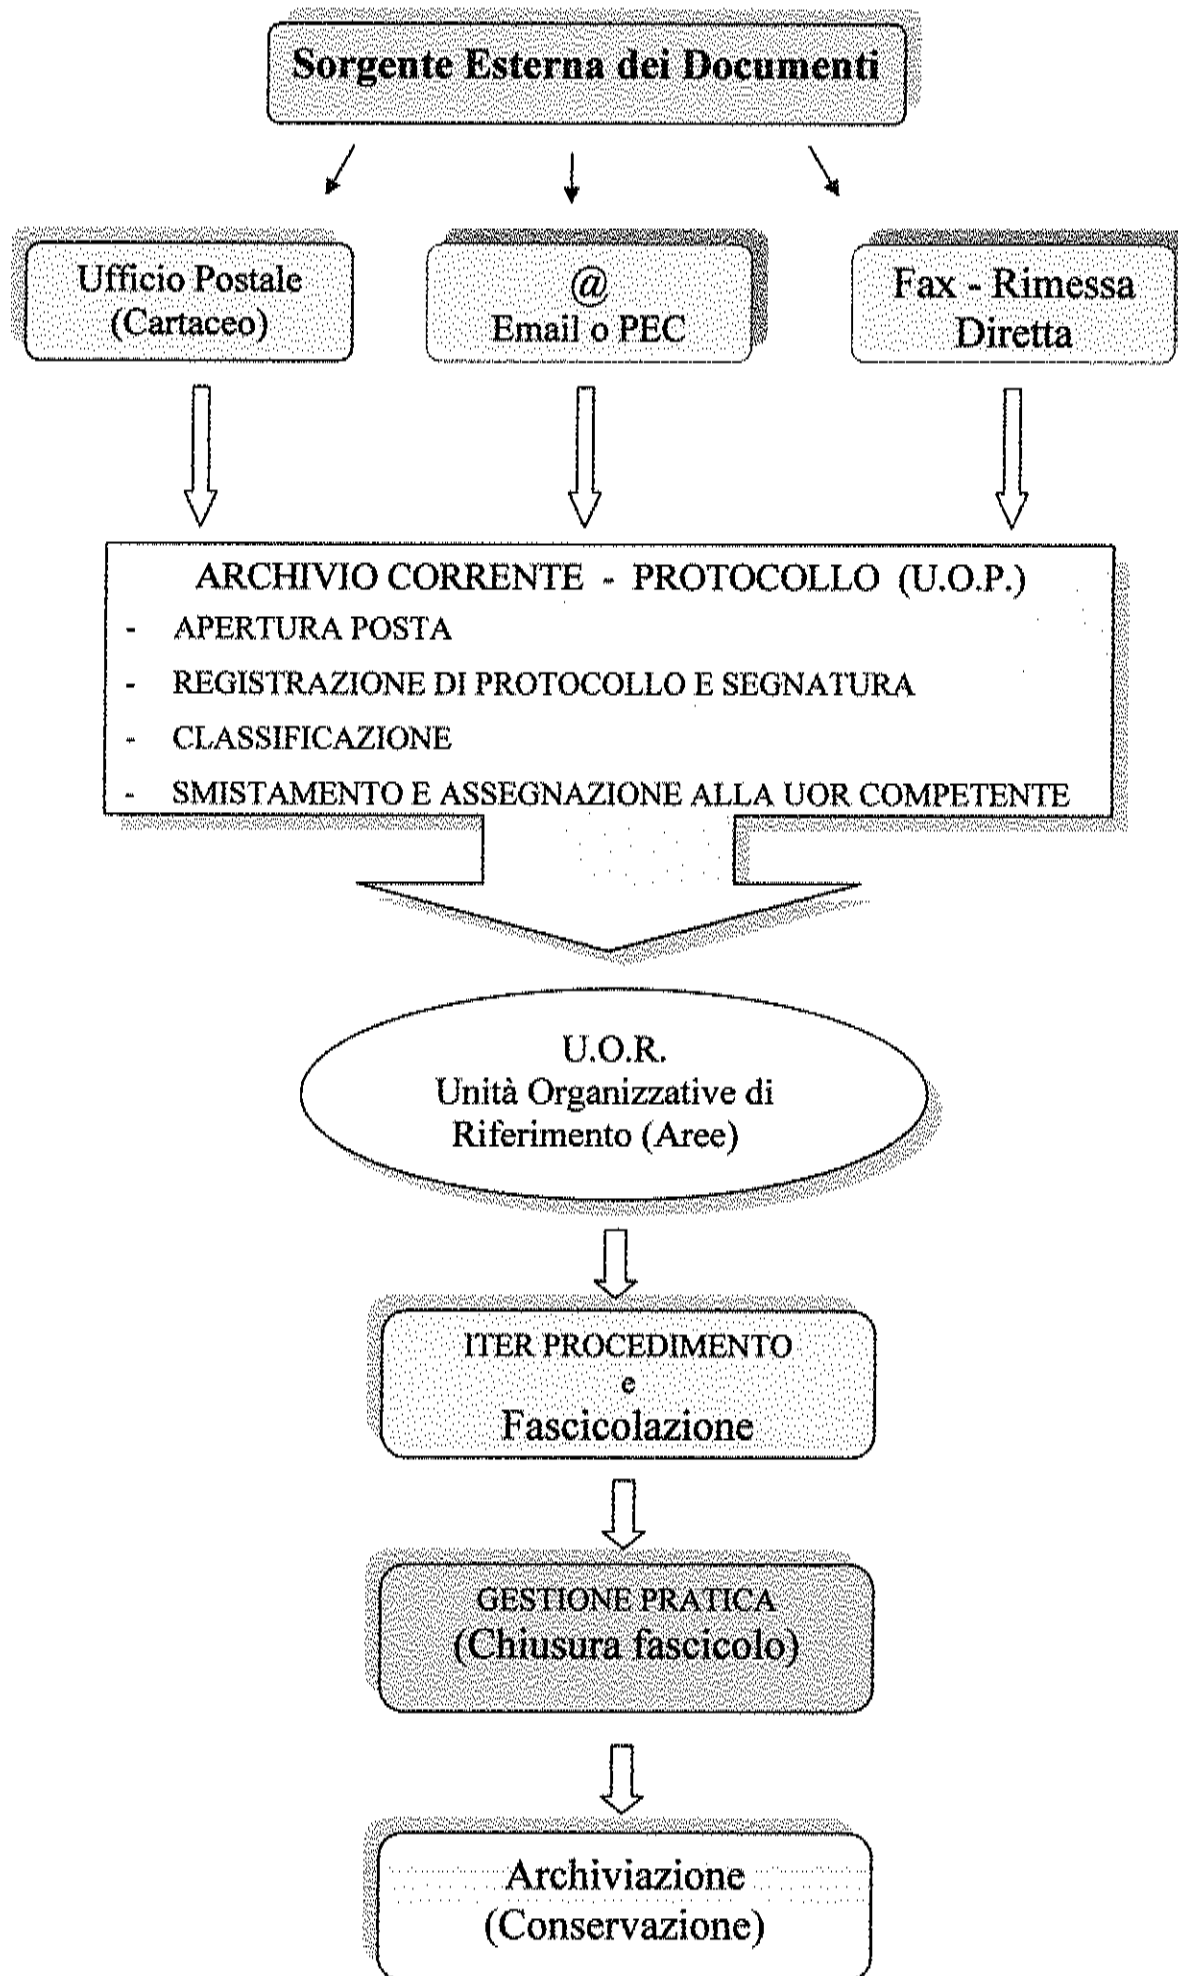 Sorgente Esterna dei Documenti
Ufficio Postale
(Cartaceo)
@
Email o PEC
Fax - Rimessa
Diretta
ARCHIVIO CORRENTE - PROTOCOLLO (U.O.P.)
- APERTURA POSTA
- REGISTRAZIONE DI PROTOCOLLO E SEGNATURA
- CLASSIFICAZIONE
- SMISTAMENTO E ASSEGNAZIONE ALLA UOR COMPETENTE
U.O.R.
Unità Organizzative di
Riferimento (Aree)
ITER PROCEDIMENTO
e
Fascicolazione
GESTIONE PRATICA
(Chiusura fascicolo)
Archiviazione
(Conservazione)